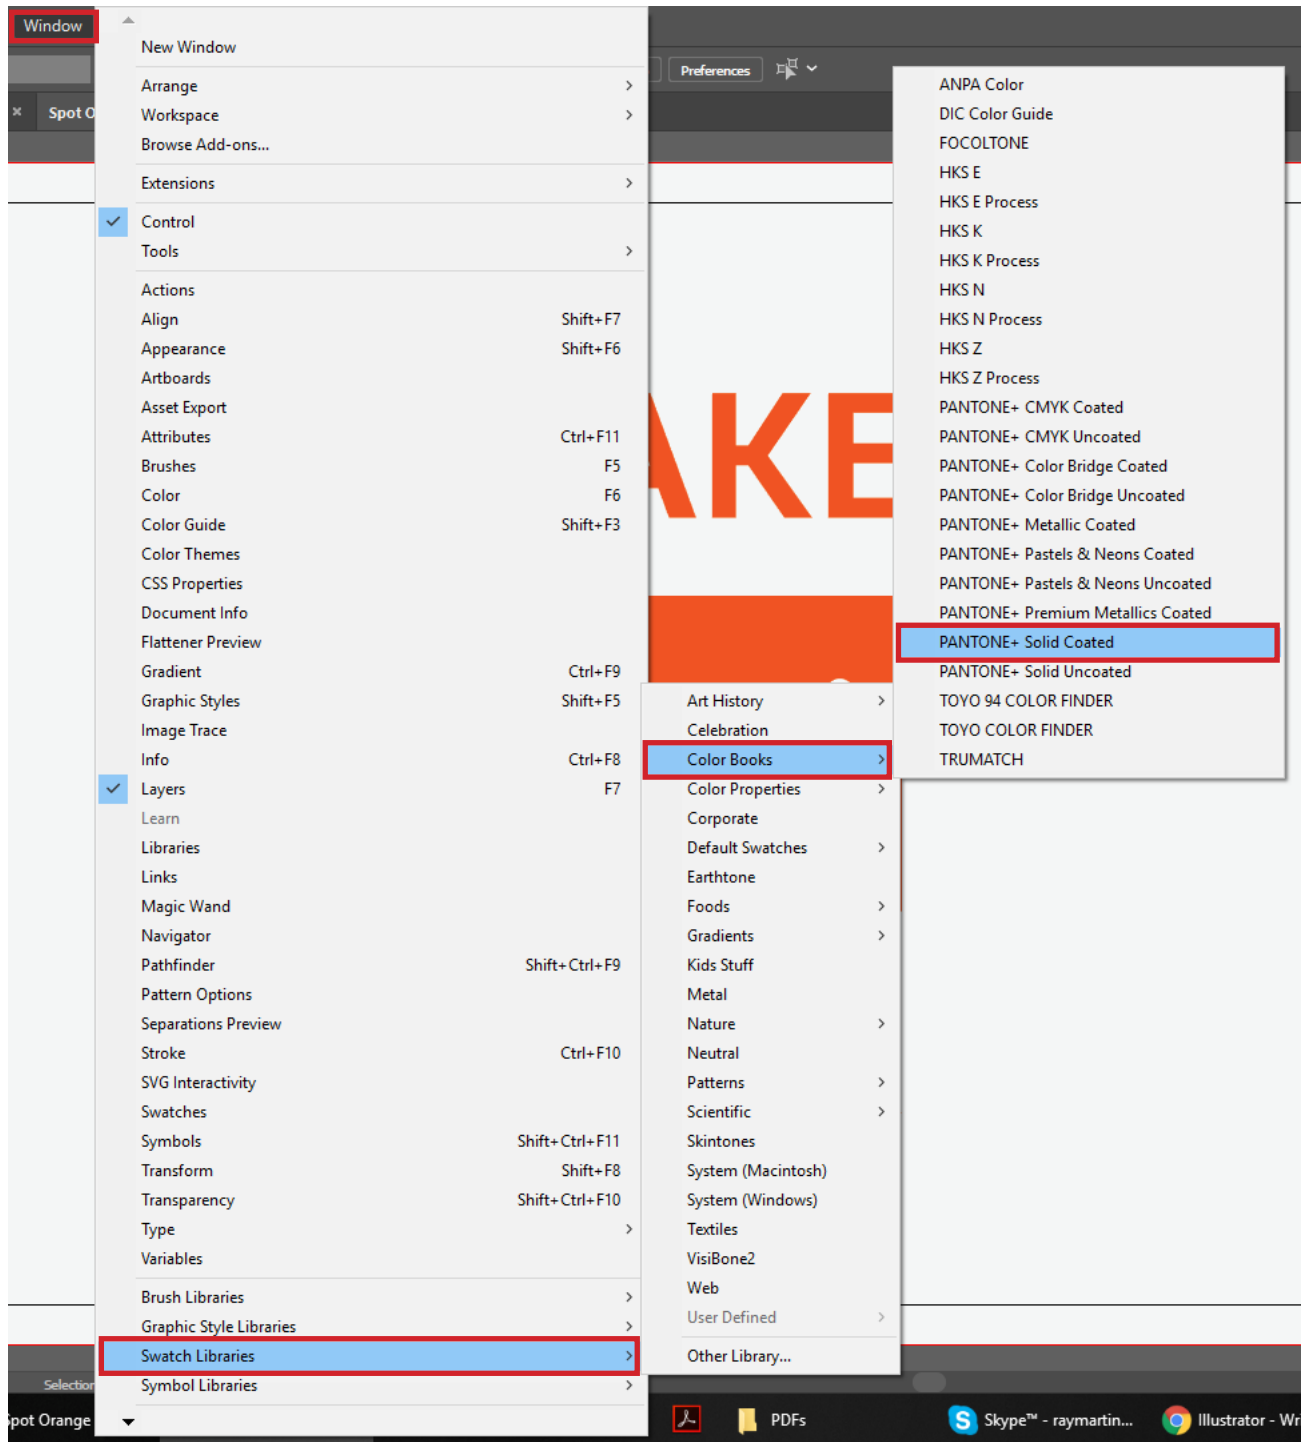 Window
New Window
Arrange
Workspace
Browse Add-ons...
Extensions
Control
Tools
Actions
Align Shift+F7
Appearance Shift+F6
Artboards
Asset Export
Attributes Ctrl+F11
Brushes F5
Color F6
Color Guide Shift+F3
Color Themes
CSS Properties
Document Info
Flattener Preview
Gradient Ctrl+F9
Graphic Styles Shift+F5
Image Trace
Info Ctrl+F8
Layers F7
Learn
Libraries
Links
Magic Wand
Navigator
Pathfinder Shift+Ctrl+F9
Pattern Options
Separations Preview
Stroke Ctrl+F10
SVG Interactivity
Swatches
Symbols Shift+Ctrl+F11
Transform Shift+F8
Transparency Shift+Ctrl+F10
Type
Variables
Brush Libraries
Graphic Style Libraries
Swatch Libraries
Symbol Libraries
Art History
Celebration
Color Books
Color Properties
Corporate
Default Swatches
Earthtone
Foods
Gradients
Kids Stuff
Metal
Nature
Neutral
Patterns
Scientific
Skintones
System (Macintosh)
System (Windows)
Textiles
VisiBone2
Web
User Defined
Other Library...
ANPA Color
DIC Color Guide
FOCOLTONE
HKS E
HKS E Process
HKS K
HKS K Process
HKS N
HKS N Process
HKS Z
HKS Z Process
PANTONE+ CMYK Coated
PANTONE+ CMYK Uncoated
PANTONE+ Color Bridge Coated
PANTONE+ Color Bridge Uncoated
PANTONE+ Metallic Coated
PANTONE+ Pastels & Neons Coated
PANTONE+ Pastels & Neons Uncoated
PANTONE+ Premium Metallics Coated
PANTONE+ Solid Coated
PANTONE+ Solid Uncoated
TOYO 94 COLOR FINDER
TOYO COLOR FINDER
TRUMATCH
Preferences
Spot O
AKE
Selection
Spot Orange
PDFs
Skype™ - raymartin...
Illustrator - Wr